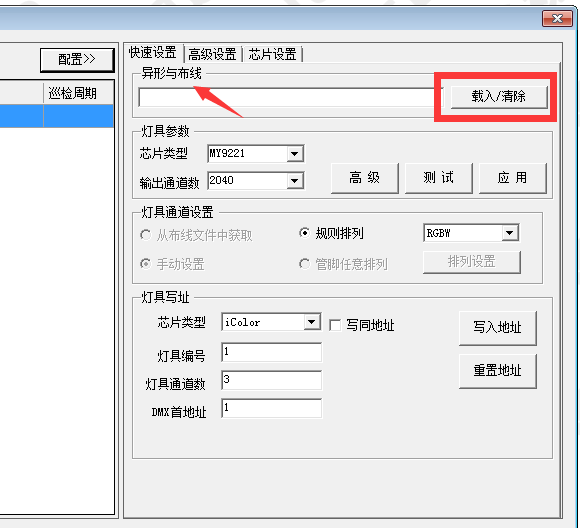 配置>>
巡检周期
快速设置 高级设置 芯片设置
异形与布线
载入/清除
灯具参数
芯片类型 MY9221
输出通道数 2040
高 级 测 试 应 用
灯具通道设置
从布线文件中获取 规则排列 RGBW
手动设置 管脚任意排列 排列设置
灯具写址
芯片类型 iColor 写同地址 写入地址
灯具编号 1
重置地址
灯具通道数 3
DMX首地址 1